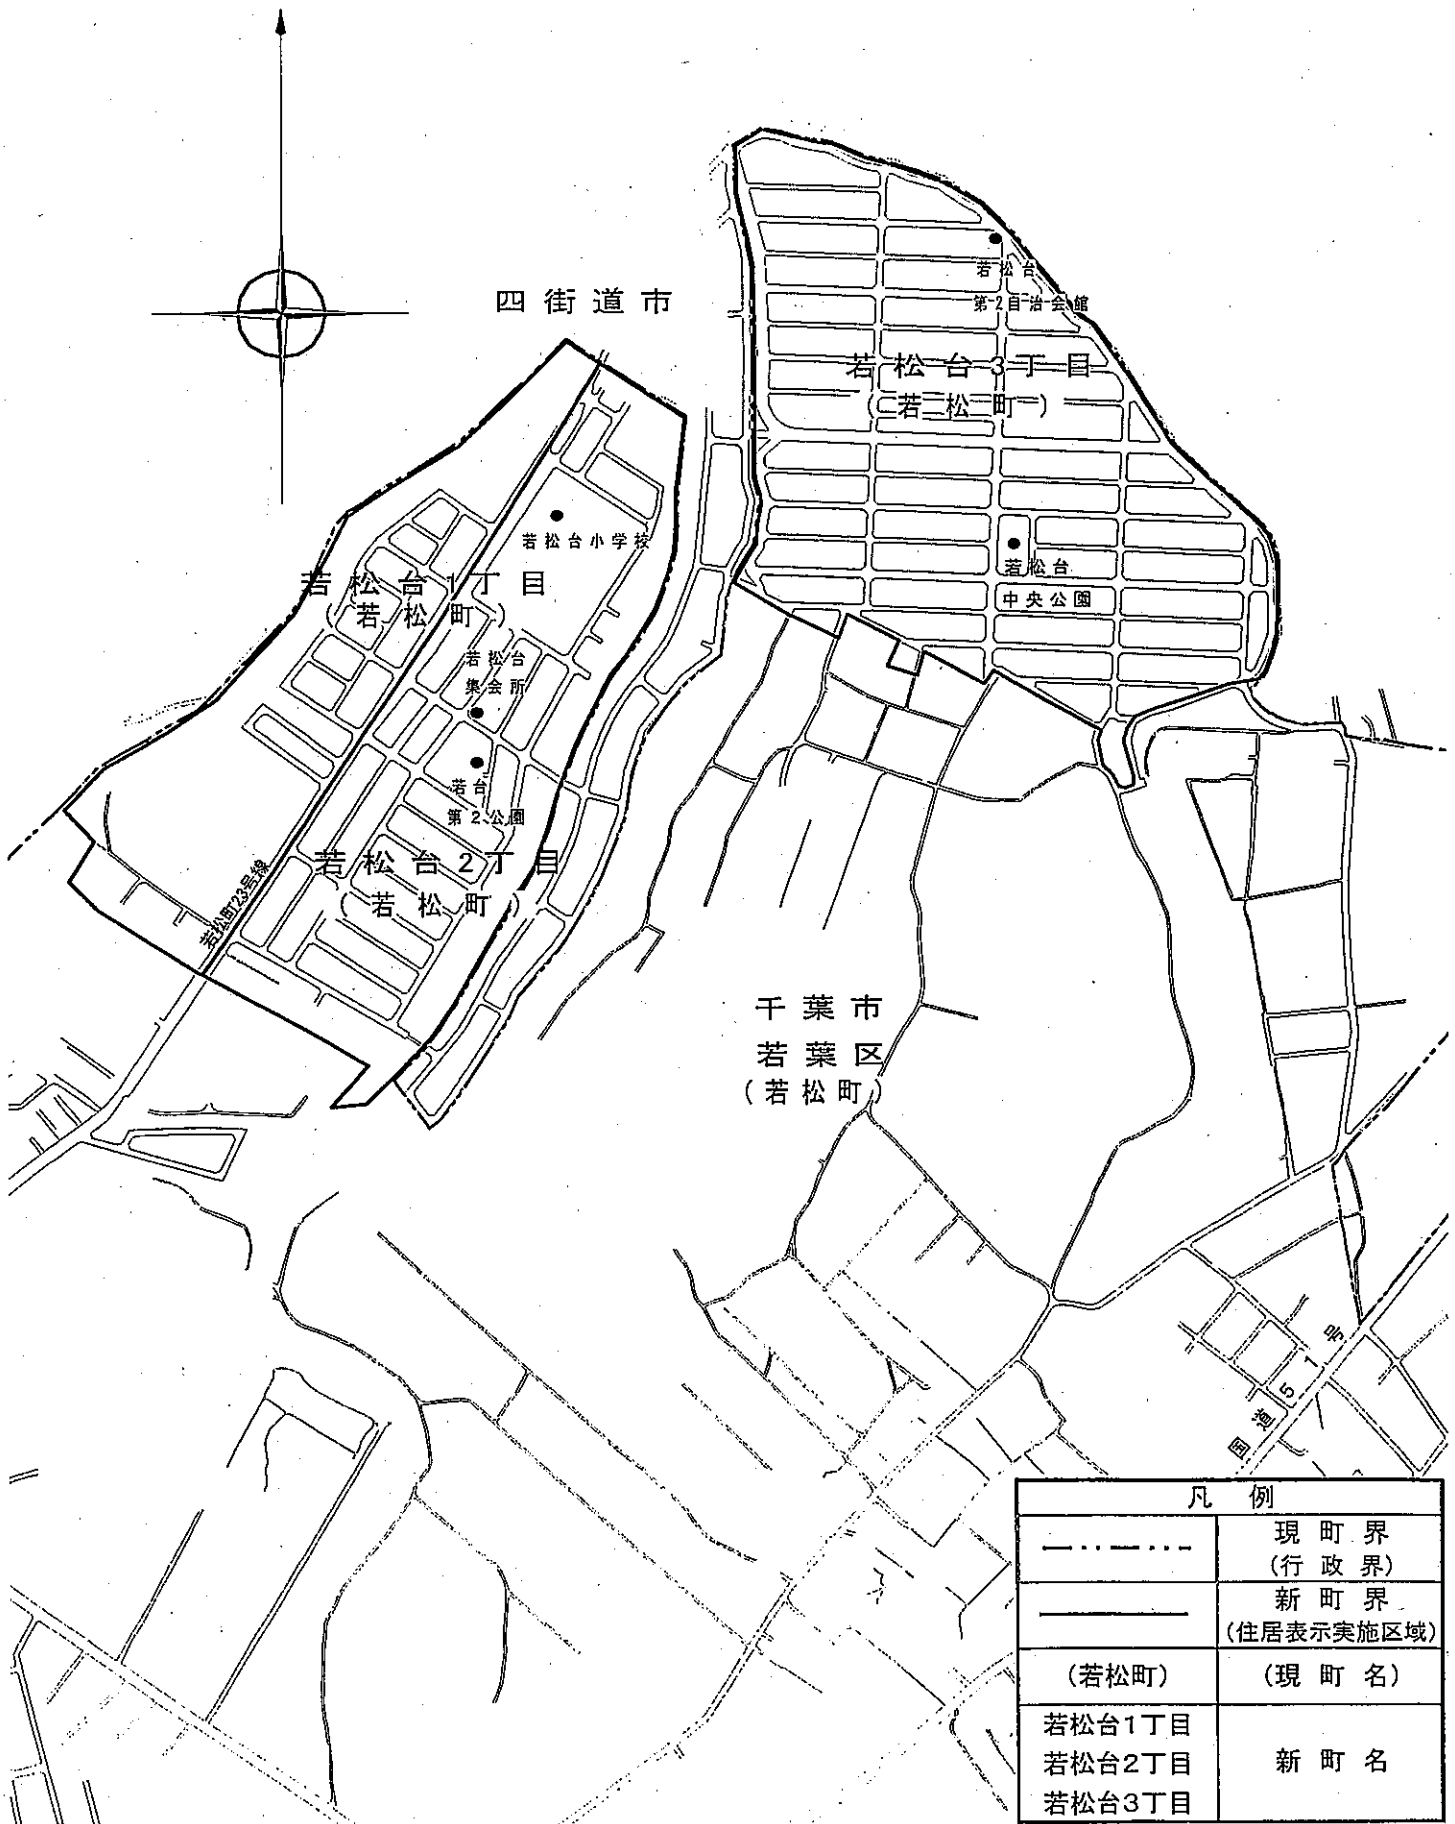 四街道市
若松台
第2自治会館
若松台3丁目
(若松町)
若松台小学校
若松台
中央公園
若松台1丁目
(若松町)
若松台
集会所
若台
第2公園
若松台2丁目
(若松町)
若松町23号線
千葉市
若葉区
(若松町)
国道51号
凡例
現町界
(行政界)
新町界
(住居表示実施区域)
(若松町)
(現町名)
若松台1丁目
若松台2丁目
若松台3丁目
新町名